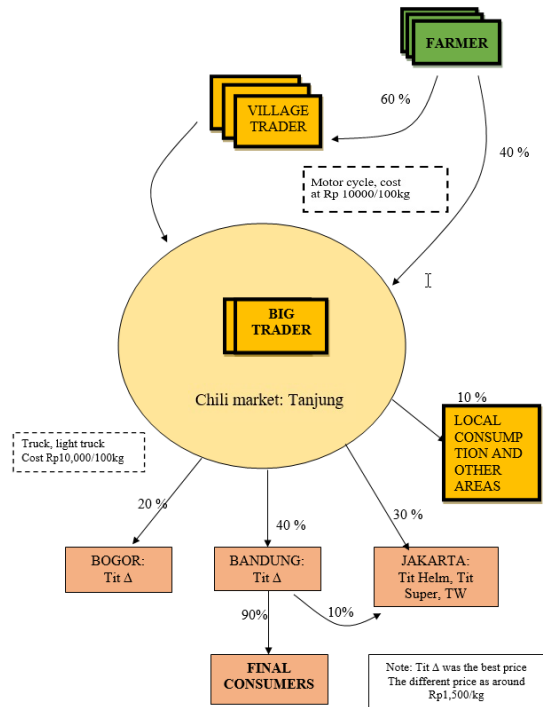 FARMER
60 %
VILLAGE
TRADER
40 %
Motor cycle, cost
at Rp 10000/100kg
BIG
TRADER
Chili market: Tanjung
10 %
LOCAL
CONSUMP
TION AND
OTHER
AREAS
Truck, light truck
Cost Rp10,000/100kg
20 %
40 %
30 %
BOGOR:
Tit Δ
BANDUNG:
Tit Δ
JAKARTA:
Tit Helm, Tit
Super, TW
90%
10%
FINAL
CONSUMERS
Note: Tit Δ was the best price
The different price as around
Rp1,500/kg